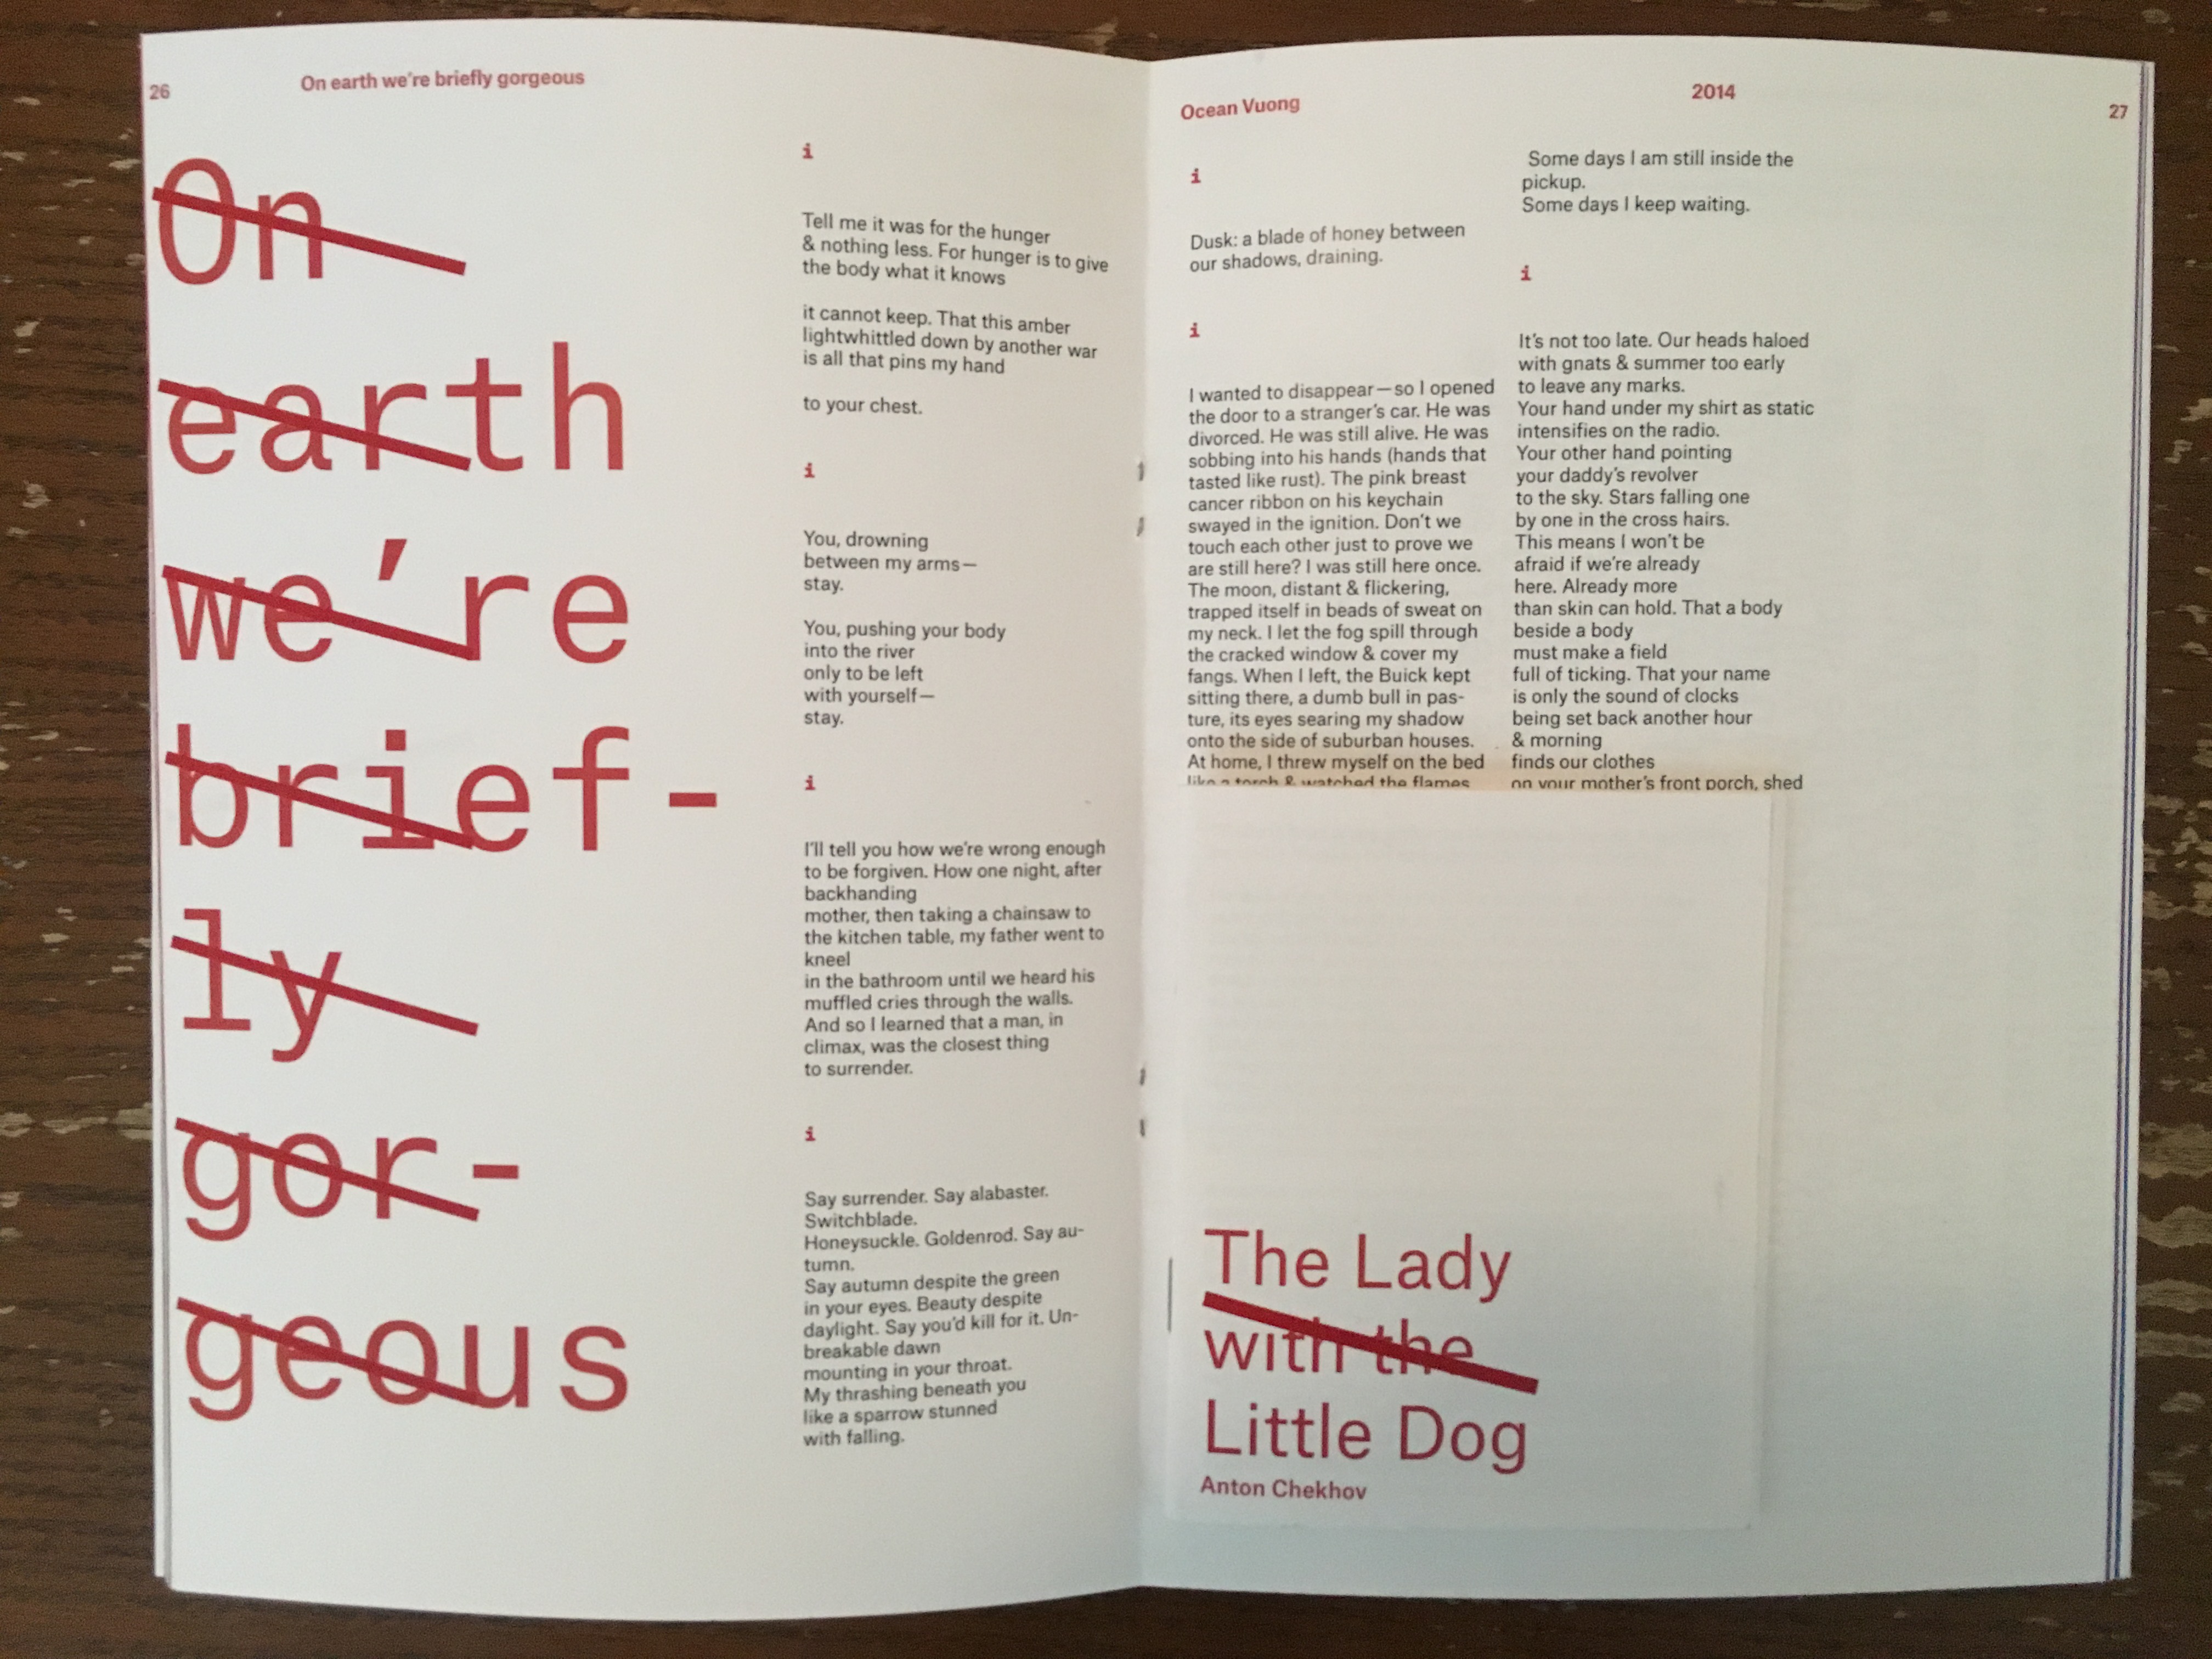 26
On earth we're briefly gorgeous
On
earth
we're
brief-
ly
gor-
geous
i
Tell me it was for the hunger
& nothing less. For hunger is to give
the body what it knows
it cannot keep. That this amber
lightwhittled down by another war
is all that pins my hand
to your chest.
i
You, drowning
between my arms—
stay.
You, pushing your body
into the river
only to be left
with yourself—
stay.
i
I'll tell you how we're wrong enough
to be forgiven. How one night, after
backhanding
mother, then taking a chainsaw to
the kitchen table, my father went to
kneel
in the bathroom until we heard his
muffled cries through the walls.
And so I learned that a man, in
climax, was the closest thing
to surrender.
i
Say surrender. Say alabaster.
Switchblade.
Honeysuckle. Goldenrod. Say au-
tumn.
Say autumn despite the green
in your eyes. Beauty despite
daylight. Say you'd kill for it. Un-
breakable dawn
mounting in your throat.
My thrashing beneath you
like a sparrow stunned
with falling.
Ocean Vuong
2014
27
i
Dusk: a blade of honey between
our shadows, draining.
i
I wanted to disappear—so I opened
the door to a stranger's car. He was
divorced. He was still alive. He was
sobbing into his hands (hands that
tasted like rust). The pink breast
cancer ribbon on his keychain
swayed in the ignition. Don't we
touch each other just to prove we
are still here? I was still here once.
The moon, distant & flickering,
trapped itself in beads of sweat on
my neck. I let the fog spill through
the cracked window & cover my
fangs. When I left, the Buick kept
sitting there, a dumb bull in pas-
ture, its eyes searing my shadow
onto the side of suburban houses.
At home, I threw myself on the bed
like a torch & watched the flames
Some days I am still inside the
pickup.
Some days I keep waiting.
i
It's not too late. Our heads haloed
with gnats & summer too early
to leave any marks.
Your hand under my shirt as static
intensifies on the radio.
Your other hand pointing
your daddy's revolver
to the sky. Stars falling one
by one in the cross hairs.
This means I won't be
afraid if we're already
here. Already more
than skin can hold. That a body
beside a body
must make a field
full of ticking. That your name
is only the sound of clocks
being set back another hour
& morning
finds our clothes
on your mother's front porch, shed
The Lady
with the
Little Dog
Anton Chekhov